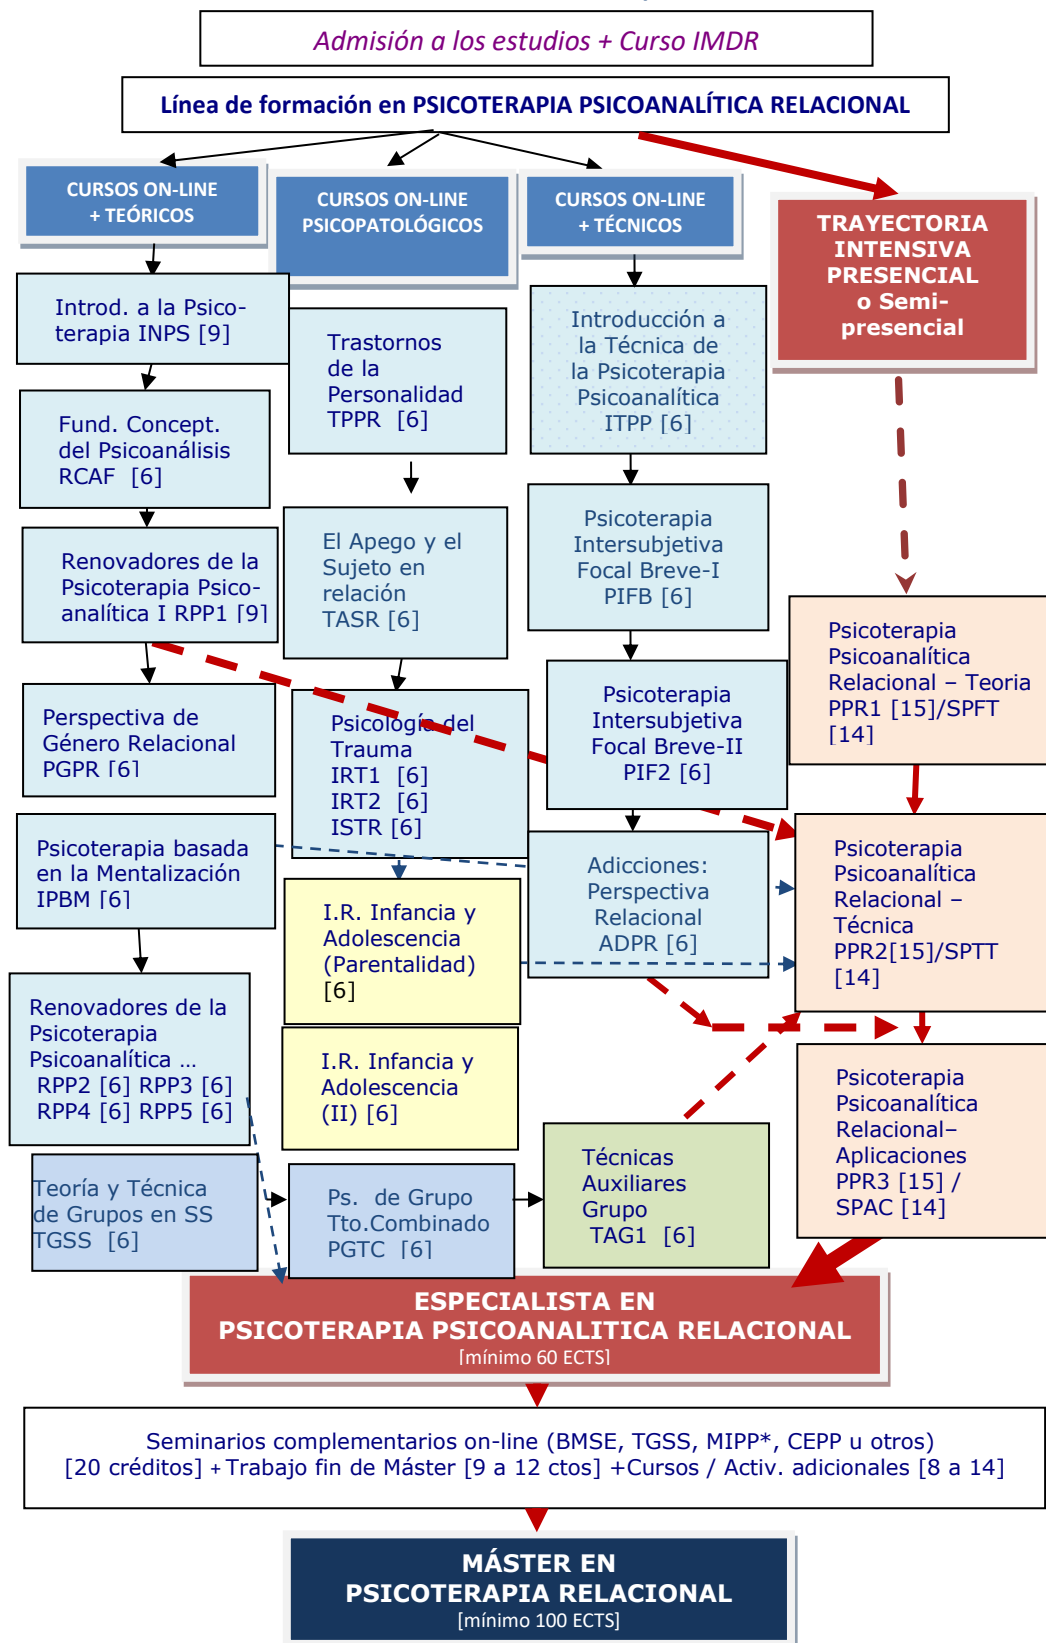 Admisión a los estudios + Curso IMDR
Línea de formación en PSICOTERAPIA PSICOANALÍTICA RELACIONAL
CURSOS ON-LINE
+ TEÓRICOS
CURSOS ON-LINE
PSICOPATOLÓGICOS
CURSOS ON-LINE
+ TÉCNICOS
TRAYECTORIA
INTENSIVA
PRESENCIAL
o Semi-
presencial
Introd. a la Psico-
terapia INPS [9]
Fund. Concept.
del Psicoanálisis
RCAF [6]
Renovadores de la
Psicoterapia Psico-
analítica I RPP1 [9]
Perspectiva de
Género Relacional
PGPR [6]
Psicoterapia basada
en la Mentalización
IPBM [6]
Renovadores de la
Psicoterapia
Psicoanalítica ...
RPP2 [6] RPP3 [6]
RPP4 [6] RPP5 [6]
Teoría y Técnica
de Grupos en SS
TGSS [6]
Trastornos
de la
Personalidad
TPPR [6]
El Apego y el
Sujeto en
relación
TASR [6]
Psicología del
Trauma
IRT1 [6]
IRT2 [6]
ISTR [6]
I.R. Infancia y
Adolescencia
(Parentalidad)
[6]
I.R. Infancia y
Adolescencia
(II) [6]
Ps. de Grupo
Tto.Combinado
PGTC [6]
Introducción a
la Técnica de
la Psicoterapia
Psicoanalítica
ITPP [6]
Psicoterapia
Intersubjetiva
Focal Breve-I
PIFB [6]
Psicoterapia
Intersubjetiva
Focal Breve-II
PIF2 [6]
Adicciones:
Perspectiva
Relacional
ADPR [6]
Técnicas
Auxiliares
Grupo
TAG1 [6]
Psicoterapia
Psicoanalítica
Relacional – Teoria
PPR1 [15]/SPFT
[14]
Psicoterapia
Psicoanalítica
Relacional –
Técnica
PPR2[15]/SPTT
[14]
Psicoterapia
Psicoanalítica
Relacional–
Aplicaciones
PPR3 [15] /
SPAC [14]
ESPECIALISTA EN
PSICOTERAPIA PSICOANALITICA RELACIONAL
[mínimo 60 ECTS]
Seminarios complementarios on-line (BMSE, TGSS, MIPP*, CEPP u otros)
[20 créditos] + Trabajo fin de Máster [9 a 12 ctos] +Cursos / Activ. adicionales [8 a 14]
MÁSTER EN
PSICOTERAPIA RELACIONAL
[mínimo 100 ECTS]